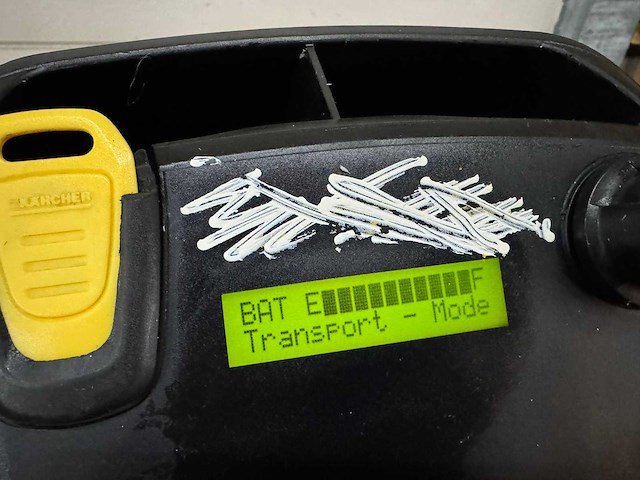 KÄRCHER
BAT E██████████F
Transport - Mode